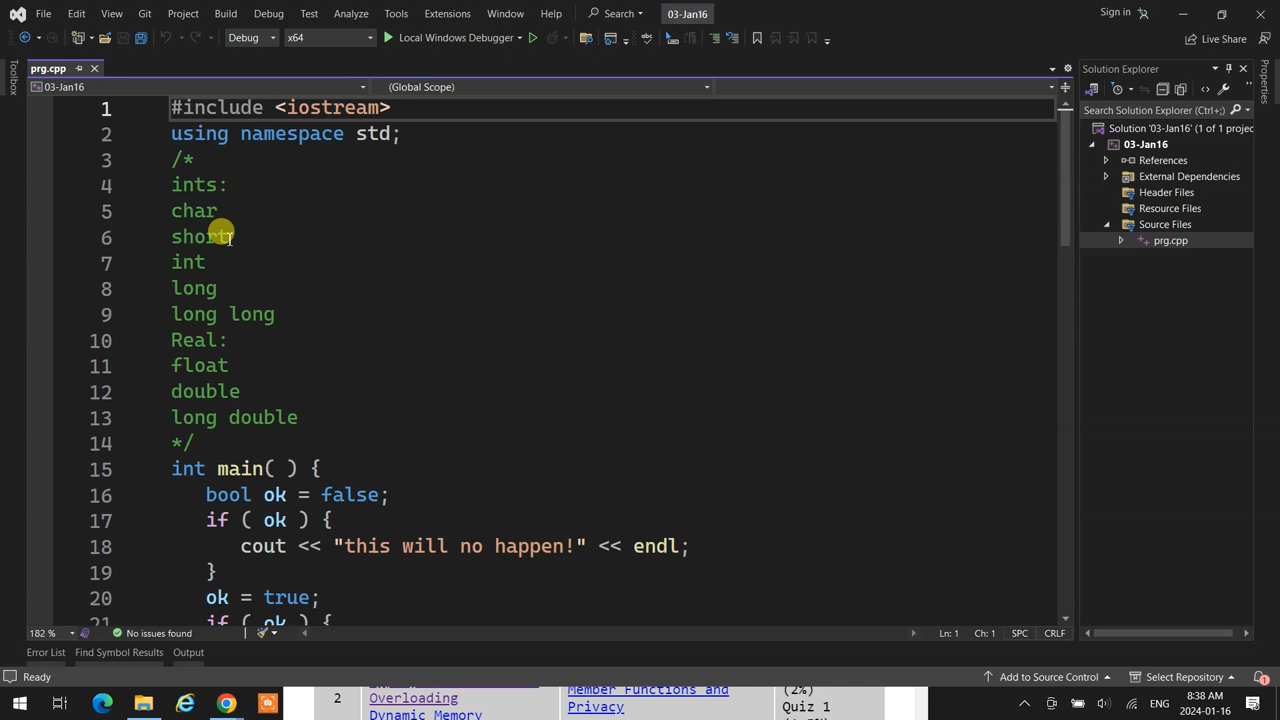 File Edit View Git Project Build Debug Test Analyze Tools Extensions Window Help Search 03-Jan16 Sign in
Debug x64 Local Windows Debugger Live Share
Toolbox
prg.cpp
03-Jan16 (Global Scope)
1 #include <iostream>
2 using namespace std;
3 /*
4 ints:
5 char
6 short
7 int
8 long
9 long long
10 Real:
11 float
12 double
13 long double
14 */
15 int main( ) {
16 bool ok = false;
17 if ( ok ) {
18 cout << "this will no happen!" << endl;
19 }
20 ok = true;
21 if ( ok ) {
Solution Explorer
Search Solution Explorer (Ctrl+;)
Solution '03-Jan16' (1 of 1 projec
03-Jan16
References
External Dependencies
Header Files
Resource Files
Source Files
prg.cpp
Properties
182 % No issues found Ln: 1 Ch: 1 SPC CRLF
Error List Find Symbol Results Output
Ready Add to Source Control Select Repository 1
2 Overloading Member Functions and (2%)
Dynamic Memory Privacy Quiz 1
ENG 8:38 AM
2024-01-16